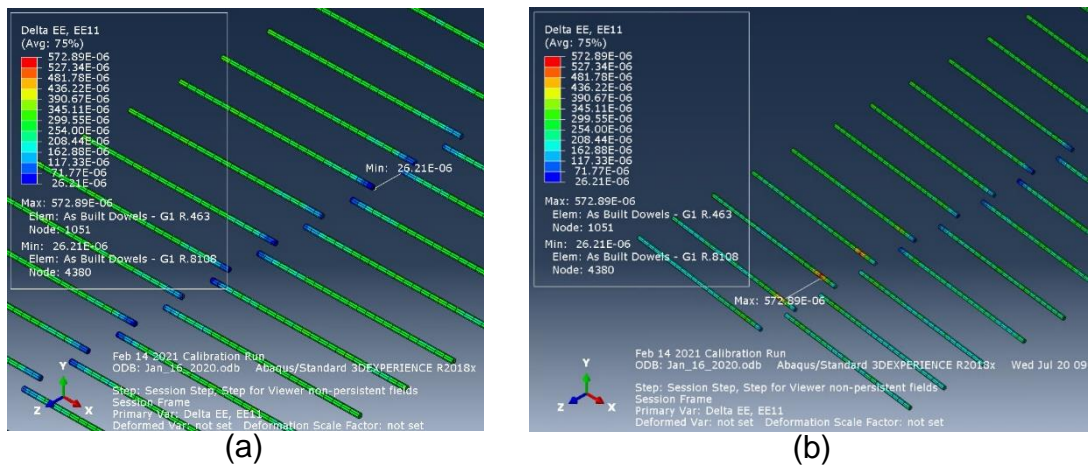 Delta EE, EE11
(Avg: 75%)
572.89E-06
527.34E-06
481.78E-06
436.22E-06
390.67E-06
345.11E-06
299.55E-06
254.00E-06
208.44E-06
162.88E-06
117.33E-06
71.77E-06
26.21E-06
Max: 572.89E-06
Elem: As Built Dowels - G1 R.463
Node: 1051
Min: 26.21E-06
Elem: As Built Dowels - G1 R.8108
Node: 4380
Min: 26.21E-06
Feb 14 2021 Calibration Run
ODB: Jan_16_2020.odb Abaqus/Standard 3DEXPERIENCE R2018x
Step: Session Step, Step for Viewer non-persistent fields
Session Frame
Primary Var: Delta EE, EE11
Deformed Var: not set Deformation Scale Factor: not set
Y
Z X
(a)
Delta EE, EE11
(Avg: 75%)
572.89E-06
527.34E-06
481.78E-06
436.22E-06
390.67E-06
345.11E-06
299.55E-06
254.00E-06
208.44E-06
162.88E-06
117.33E-06
71.77E-06
26.21E-06
Max: 572.89E-06
Elem: As Built Dowels - G1 R.463
Node: 1051
Min: 26.21E-06
Elem: As Built Dowels - G1 R.8108
Node: 4380
Max: 572.89E-06
Feb 14 2021 Calibration Run
ODB: Jan_16_2020.odb Abaqus/Standard 3DEXPERIENCE R2018x Wed Jul 20 09
Step: Session Step, Step for Viewer non-persistent fields
Session Frame
Primary Var: Delta EE, EE11
Deformed Var: not set Deformation Scale Factor: not set
Y
Z X
(b)